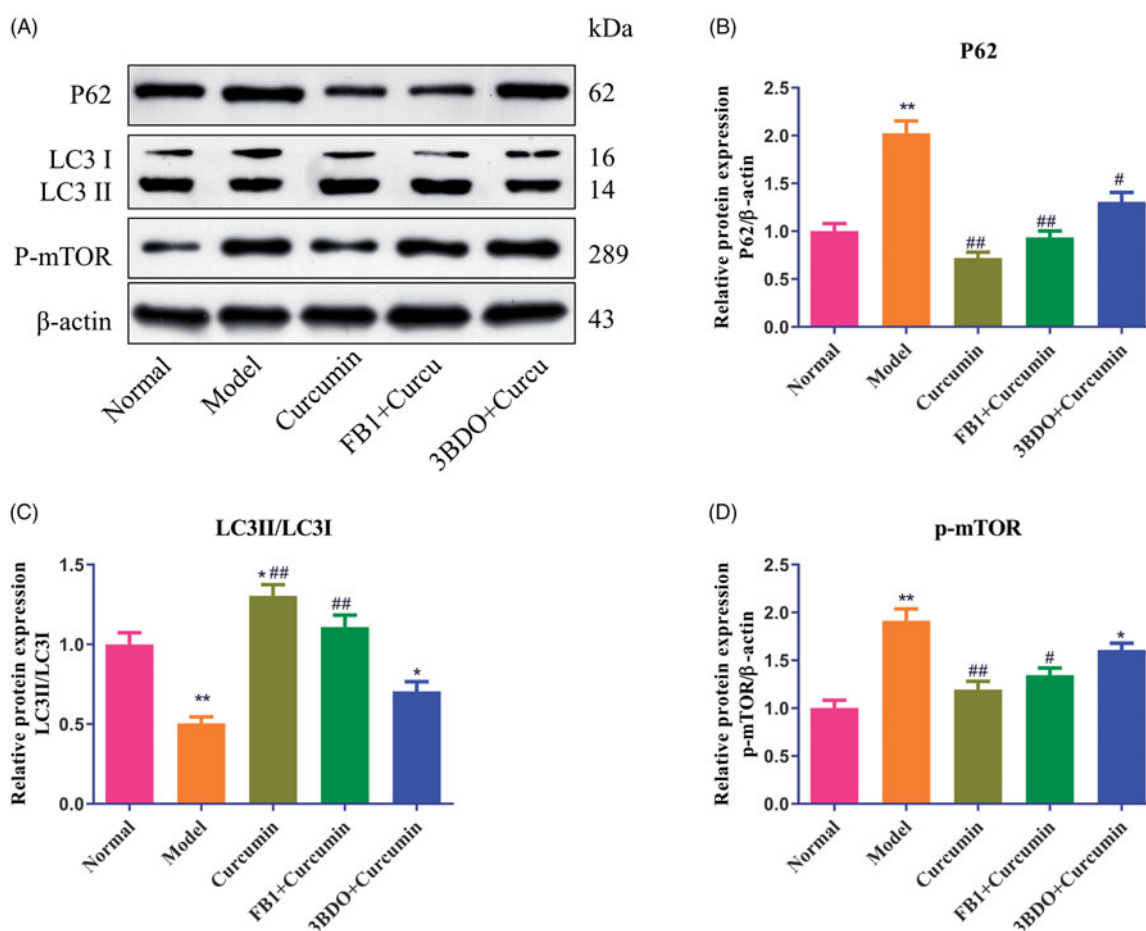 (A)
kDa
P62
62
LC3 I
16
LC3 II
14
P-mTOR
289
β-actin
43
Normal
Model
Curcumin
FB1+Curcu
3BDO+Curcu
(B)
P62
Relative protein expression
P62/β-actin
2.5
2.0
1.5
1.0
0.5
0.0
**
##
##
#
Normal
Model
Curcumin
FB1+Curcumin
3BDO+Curcumin
(C)
LC3II/LC3I
Relative protein expression
LC3II/LC3I
1.5
1.0
0.5
0.0
**
* ##
##
*
Normal
Model
Curcumin
FB1+Curcumin
3BDO+Curcumin
(D)
p-mTOR
Relative protein expression
p-mTOR/β-actin
2.5
2.0
1.5
1.0
0.5
0.0
**
##
#
*
Normal
Model
Curcumin
FB1+Curcumin
3BDO+Curcumin